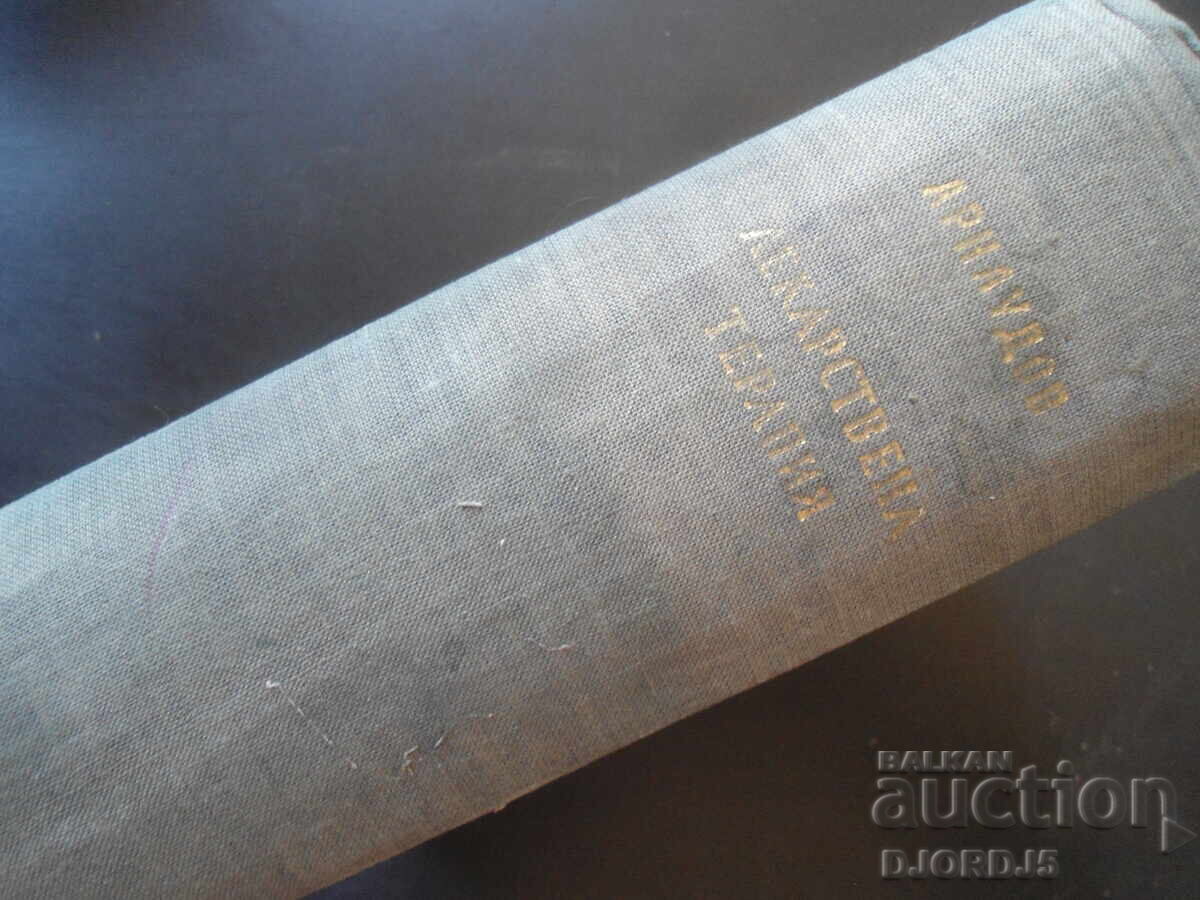 АРНАУДОВ
ЛЕКАРСТВЕНА
ТЕРАПИЯ
BALKAN
auction
DJORDJ5